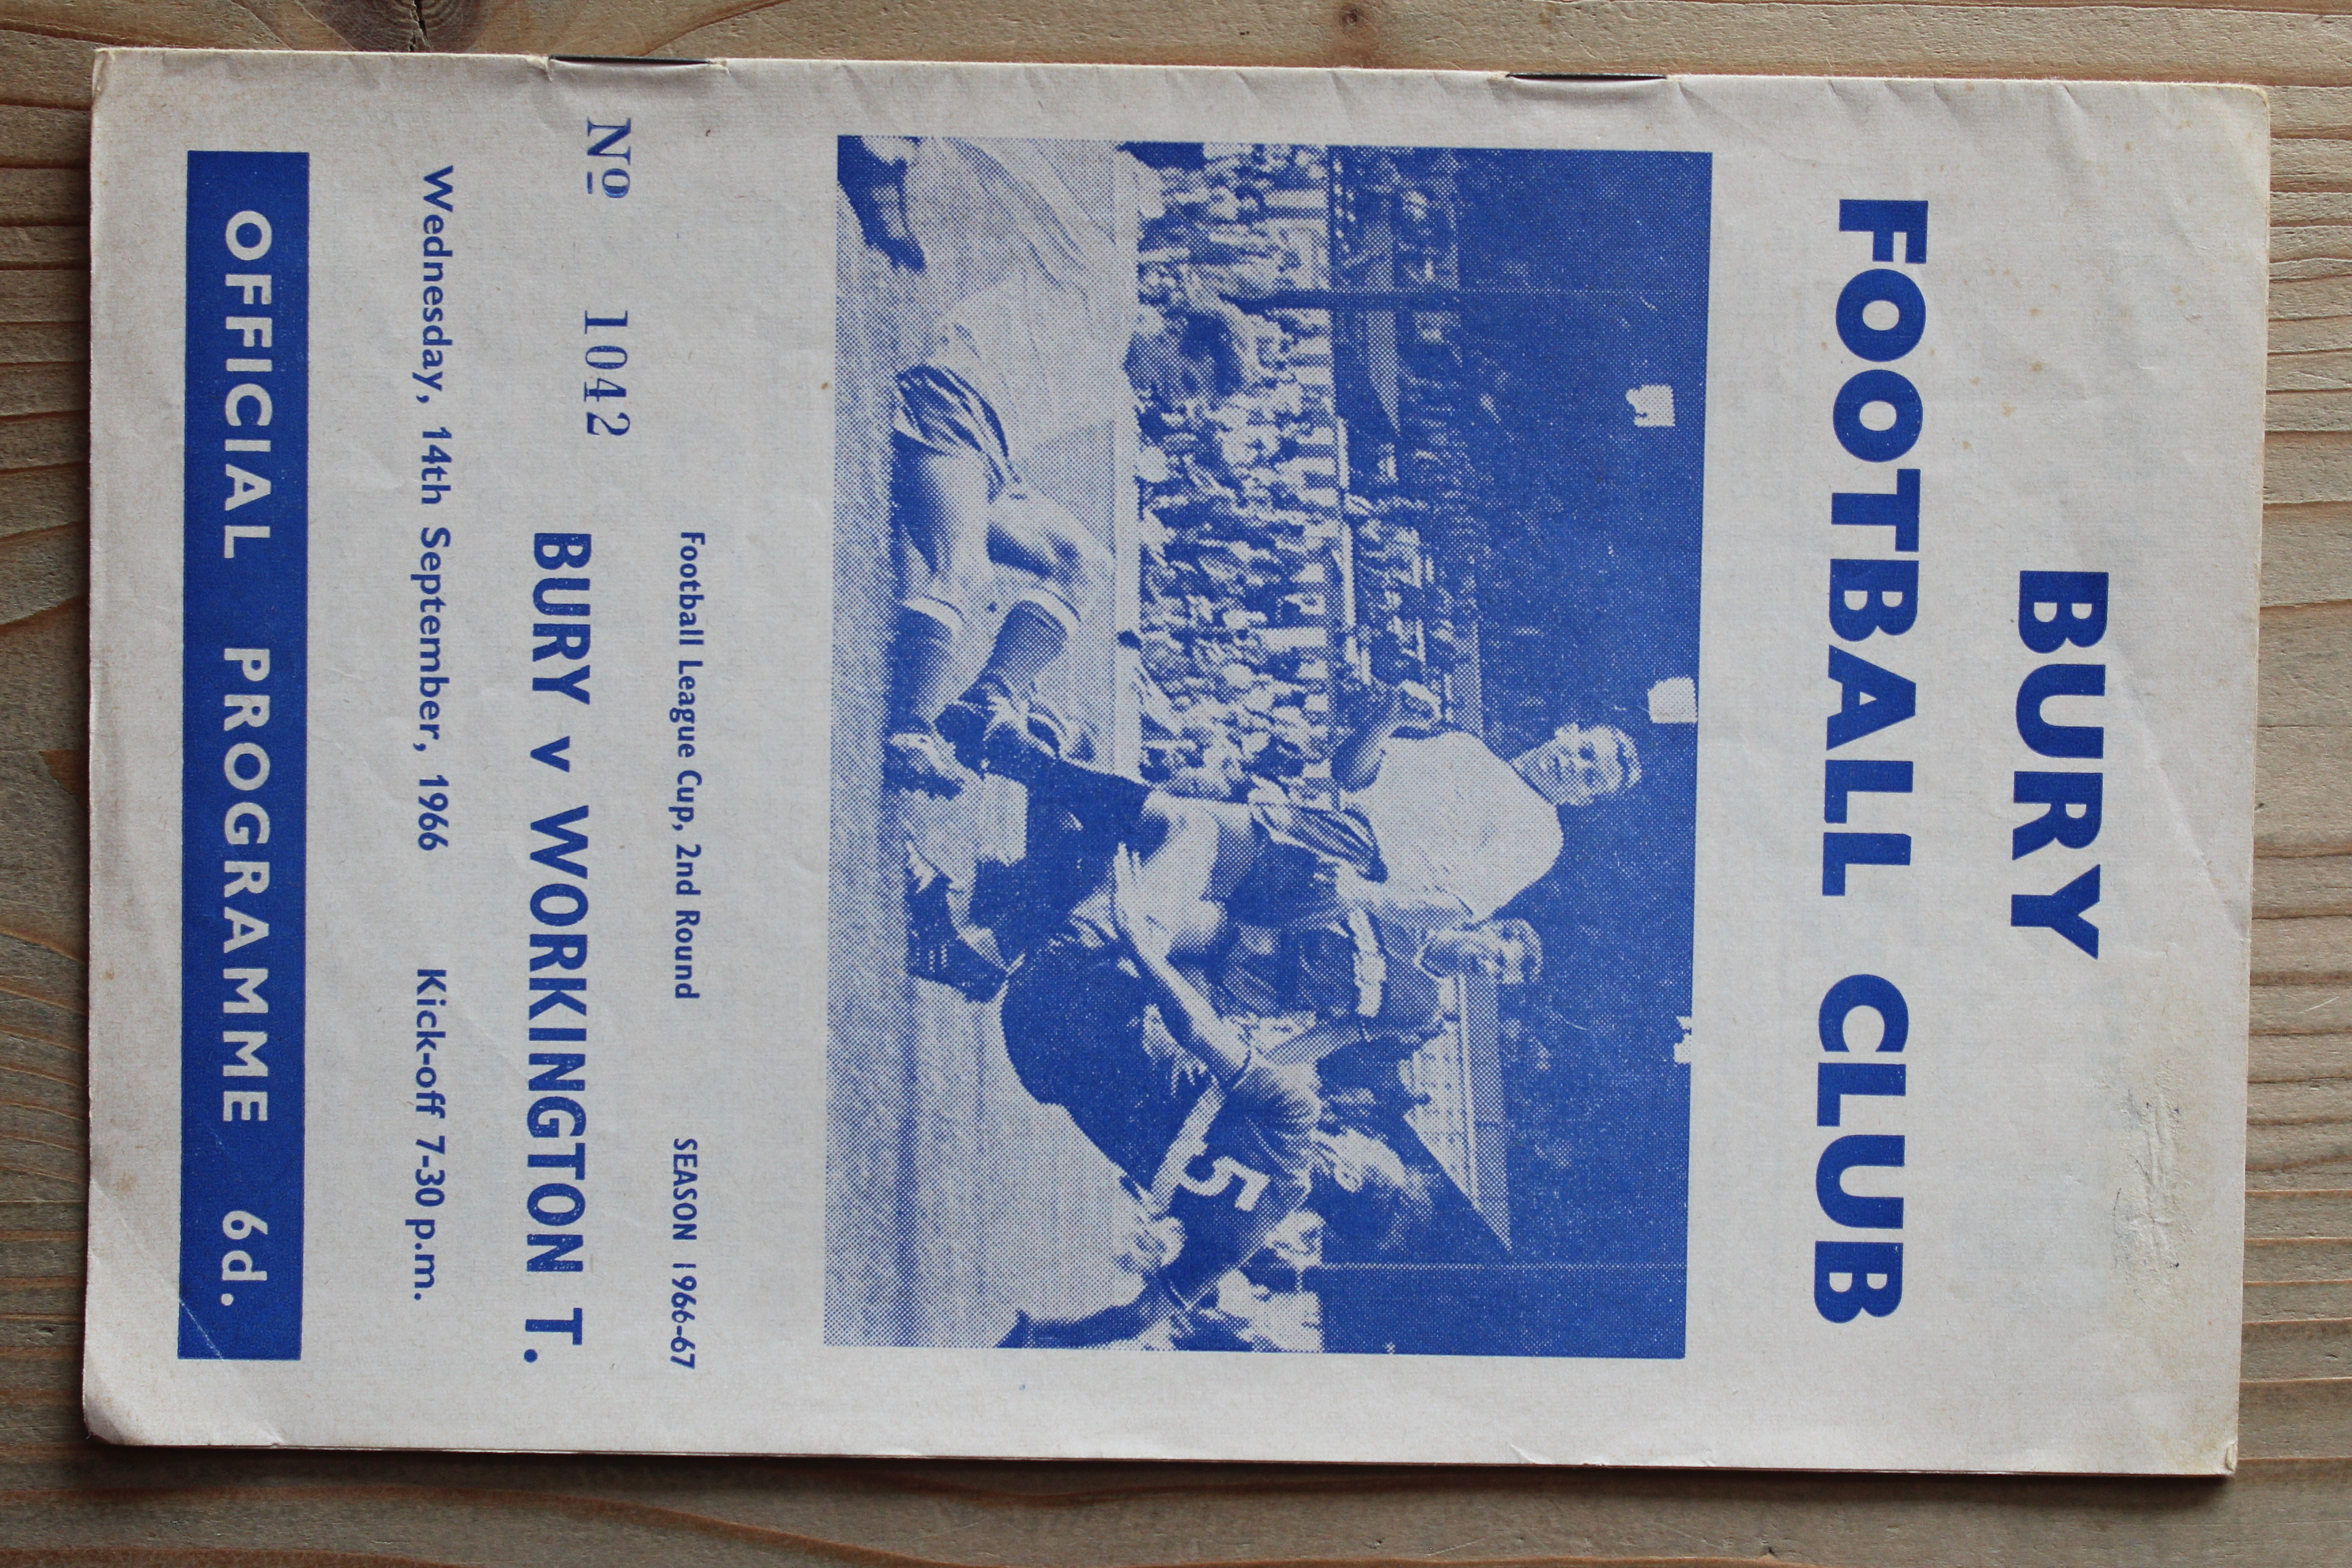 BURY
FOOTBALL CLUB
5
Football League Cup, 2nd Round SEASON 1966-67
Nº 1042
BURY v WORKINGTON T.
Wednesday, 14th September, 1966 Kick-off 7-30 p.m.
OFFICIAL PROGRAMME 6d.